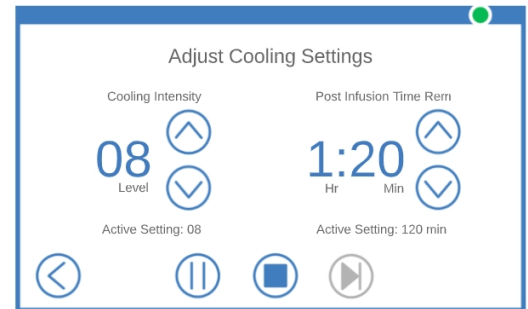 Adjust Cooling Settings
Cooling Intensity
08
Level
Active Setting: 08
Post Infusion Time Rem
1:20
Hr Min
Active Setting: 120 min